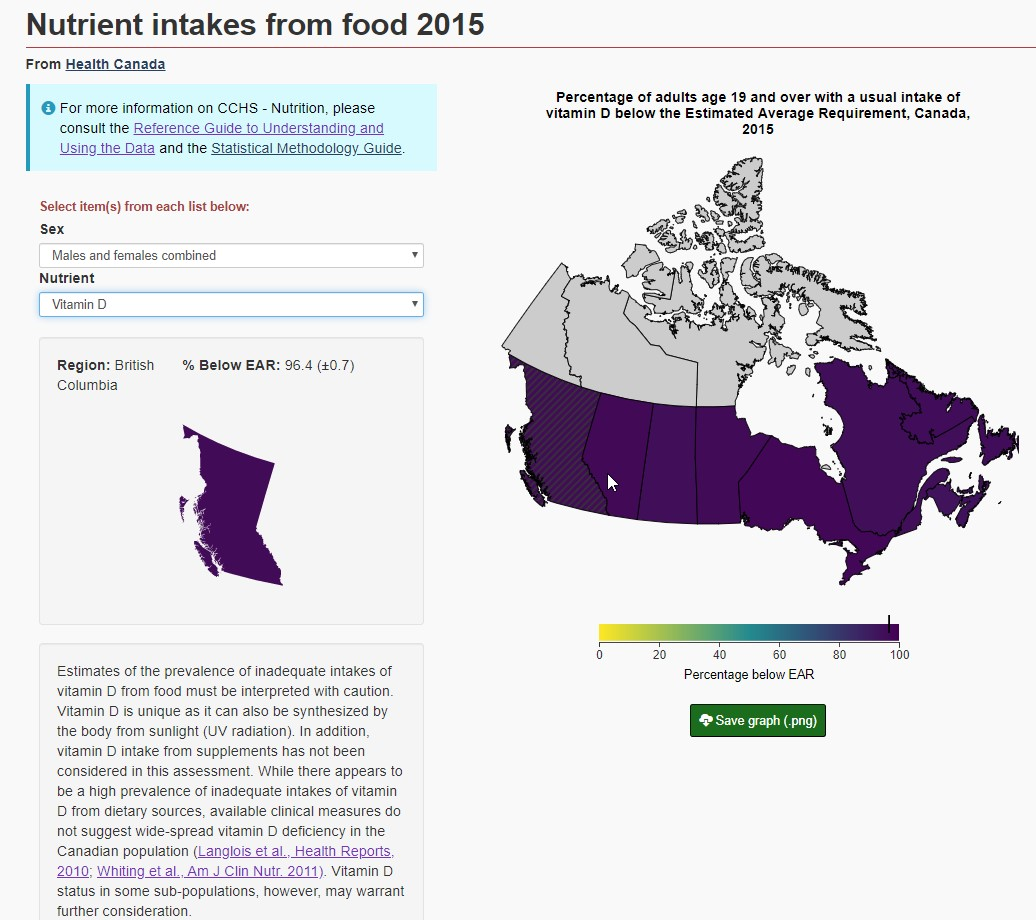 Nutrient intakes from food 2015
From Health Canada
For more information on CCHS - Nutrition, please
consult the Reference Guide to Understanding and
Using the Data and the Statistical Methodology Guide.
Select item(s) from each list below:
Sex
Males and females combined
Nutrient
Vitamin D
Region: British
Columbia
% Below EAR: 96.4 (±0.7)
Estimates of the prevalence of inadequate intakes of
vitamin D from food must be interpreted with caution.
Vitamin D is unique as it can also be synthesized by
the body from sunlight (UV radiation). In addition,
vitamin D intake from supplements has not been
considered in this assessment. While there appears to
be a high prevalence of inadequate intakes of vitamin
D from dietary sources, available clinical measures do
not suggest wide-spread vitamin D deficiency in the
Canadian population (Langlois et al., Health Reports,
2010; Whiting et al., Am J Clin Nutr. 2011). Vitamin D
status in some sub-populations, however, may warrant
further consideration.
Percentage of adults age 19 and over with a usual intake of
vitamin D below the Estimated Average Requirement, Canada,
2015
0 20 40 60 80 100
Percentage below EAR
Save graph (.png)